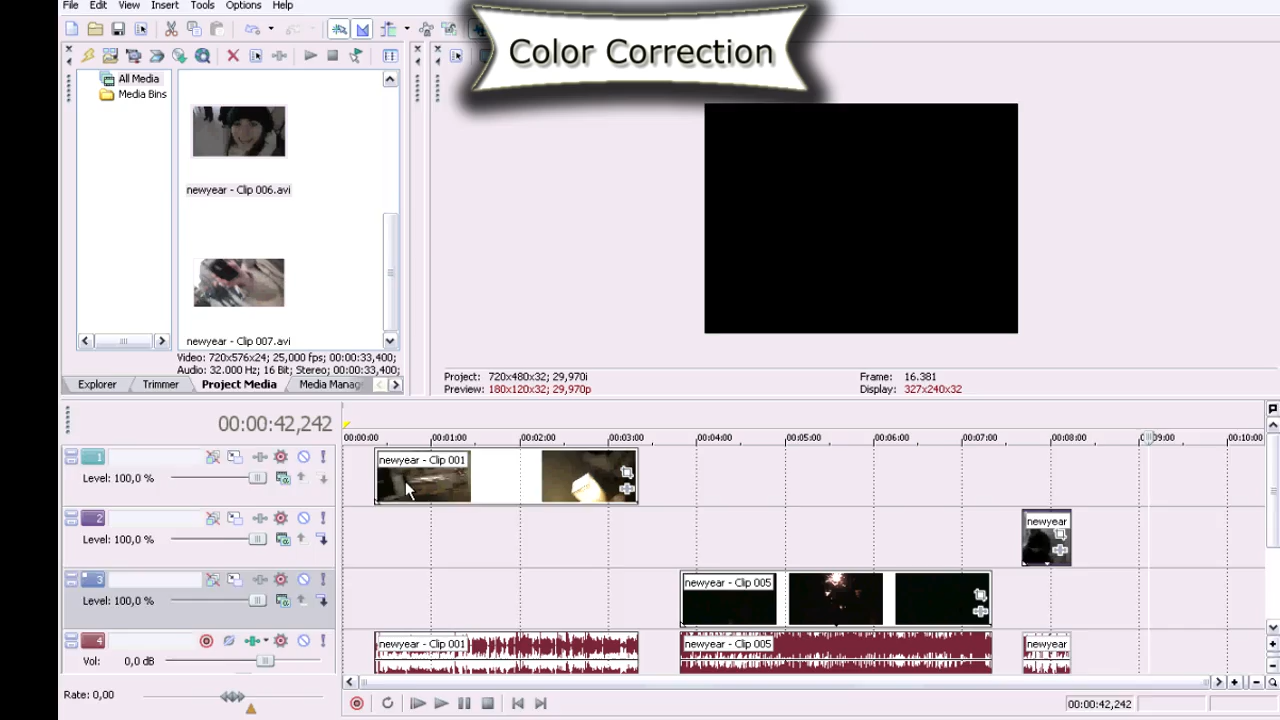 File Edit View Insert Tools Options Help
Color Correction
All Media
Media Bins
newyear - Clip 006.avi
newyear - Clip 007.avi
Video: 720x576x24; 25,000 fps; 00:00:33,400;
Audio: 32.000 Hz; 16 Bit; Stereo; 00:00:33,400;
Explorer Trimmer Project Media Media Manag
Project: 720x480x32; 29,970i
Preview: 180x120x32; 29,970p
Frame: 16.381
Display: 327x240x32
00:00:42,242
00:00:00 00:01:00 00:02:00 00:03:00 00:04:00 00:05:00 00:06:00 00:07:00 00:08:00 00:09:00 00:10:00
1
Level: 100,0 %
newyear - Clip 001
2
Level: 100,0 %
newyear
3
Level: 100,0 %
newyear - Clip 005
4
Vol: 0,0 dB
newyear - Clip 001
newyear - Clip 005
newyear
Rate: 0,00
00:00:42,242